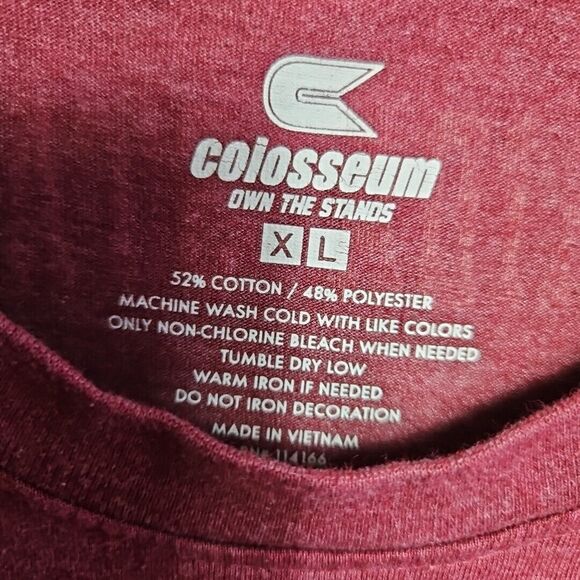 colosseum
OWN THE STANDS
XL
52% COTTON / 48% POLYESTER
MACHINE WASH COLD WITH LIKE COLORS
ONLY NON-CHLORINE BLEACH WHEN NEEDED
TUMBLE DRY LOW
WARM IRON IF NEEDED
DO NOT IRON DECORATION
MADE IN VIETNAM
114166